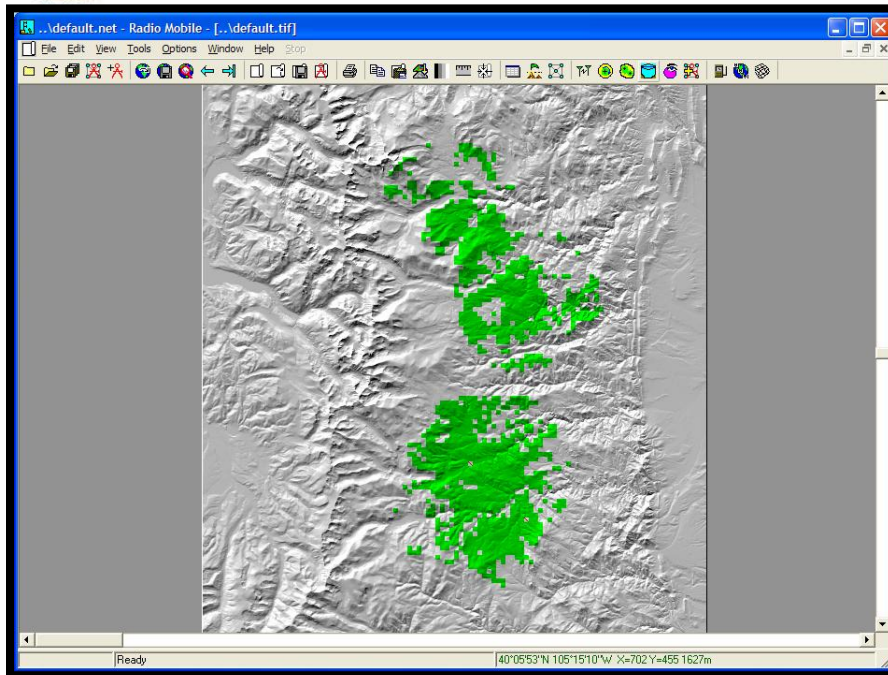 ..\default.net - Radio Mobile - [..\default.tif]
File Edit View Tools Options Window Help Stop
Ready
40°05'53"N 105°15'10"W X=702 Y=455 1627m